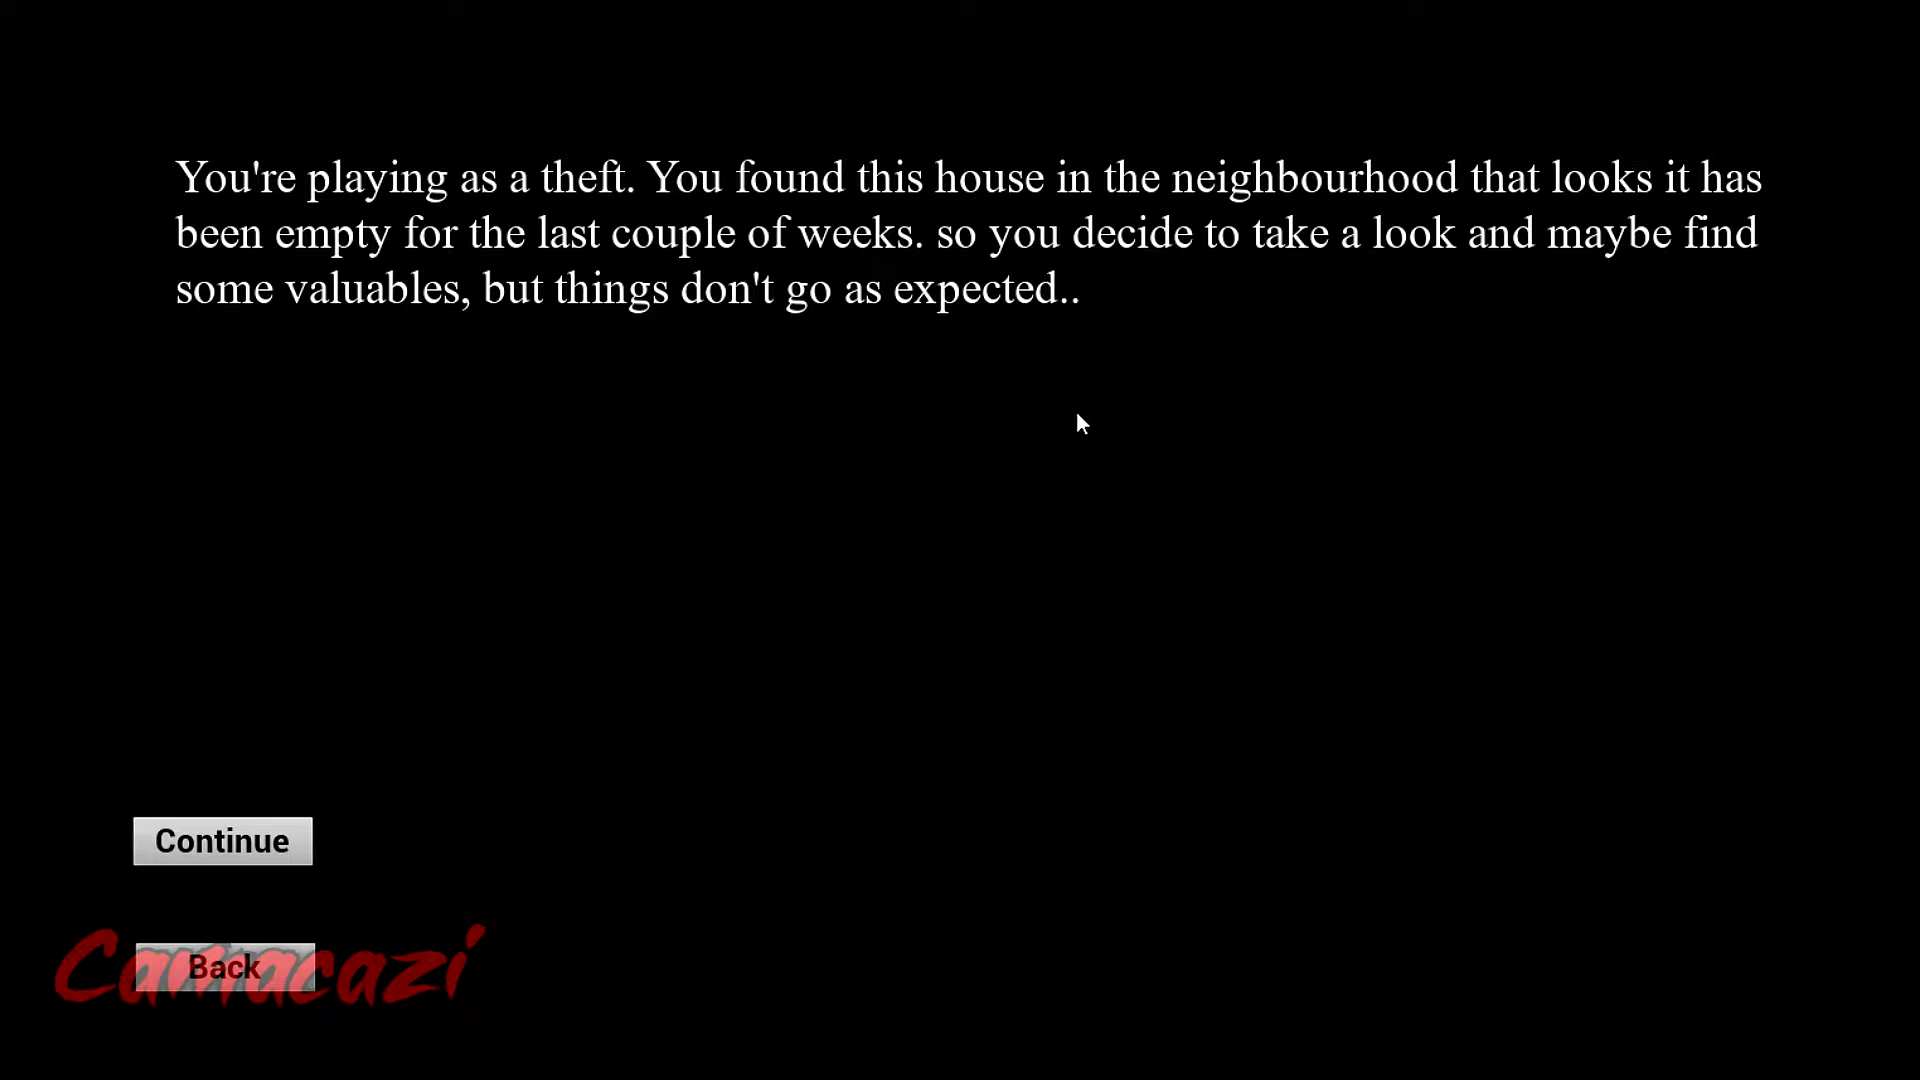 You're playing as a theft. You found this house in the neighbourhood that looks it has
been empty for the last couple of weeks. so you decide to take a look and maybe find
some valuables, but things don't go as expected..
Continue
Back
Camacazi